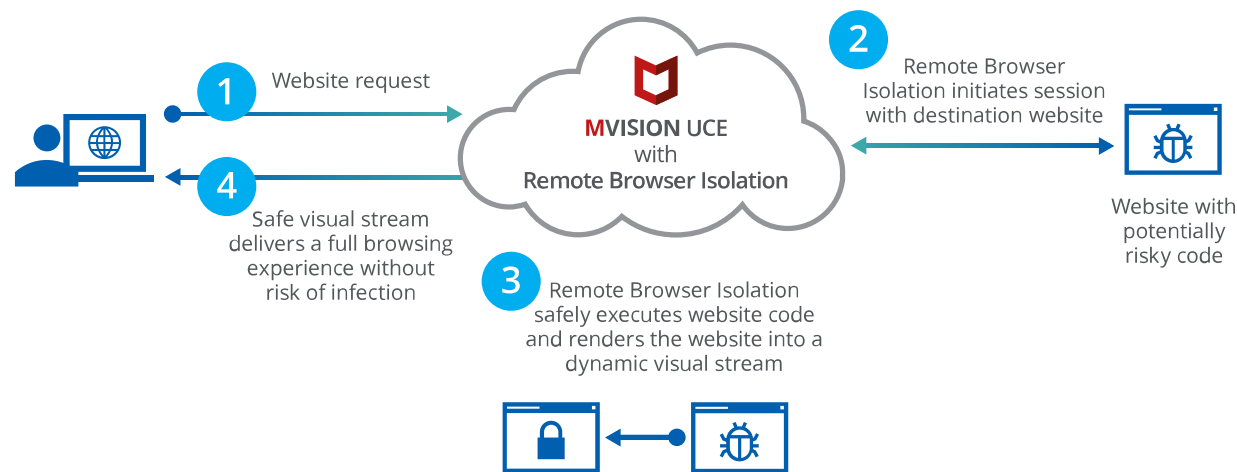 1
Website request
MVISION UCE
with
Remote Browser Isolation
2
Remote Browser
Isolation initiates session
with destination website
Website with
potentially
risky code
3
Remote Browser Isolation
safely executes website code
and renders the website into a
dynamic visual stream
4
Safe visual stream
delivers a full browsing
experience without
risk of infection